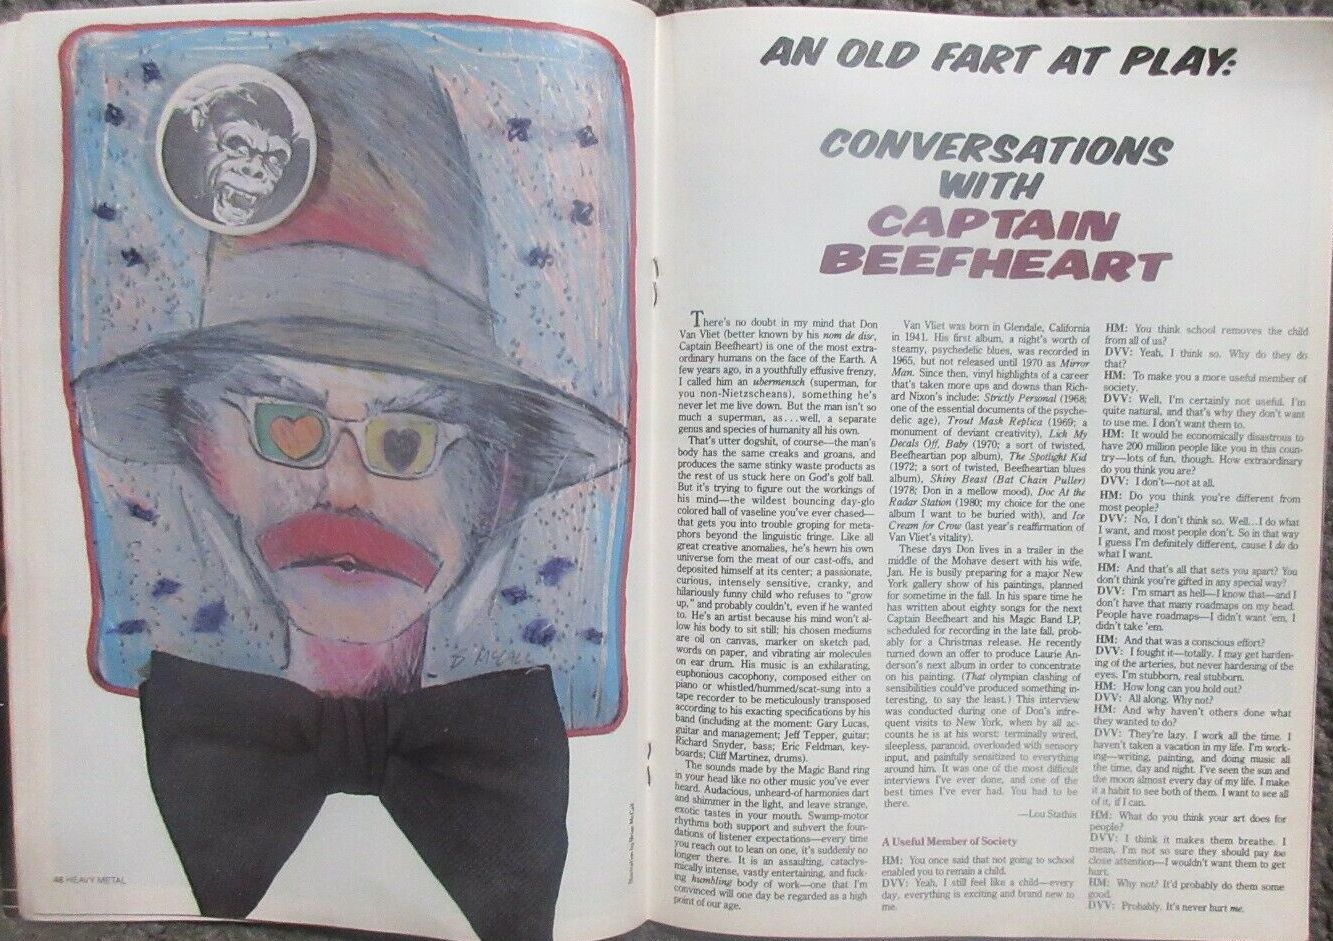 D. McCALL
46 HEAVY METAL
AN OLD FART AT PLAY:
CONVERSATIONS
WITH
CAPTAIN
BEEFHEART
There's no doubt in my mind that Don
Van Vliet (better known by his nom de disc,
Captain Beefheart) is one of the most extra-
ordinary humans on the face of the Earth. A
few years ago, in a youthfully effusive frenzy,
I called him an ubermensch (superman, for
you non-Nietzscheans), something he's
never let me live down. But the man isn't so
much a superman, as...well, a separate
genus and species of humanity all his own.
That's utter dogshit, of course—the man's
body has the same creaks and groans, and
produces the same stinky waste products as
the rest of us stuck here on God's golf ball.
But it's trying to figure out the workings of
his mind—the wildest bouncing day-glo
colored ball of vaseline you've ever chased—
that gets you into trouble groping for meta-
phors beyond the linguistic fringe. Like all
great creative anomalies, he's hewn his own
universe forn the meat of our cast-offs, and
deposited himself at its center; a passionate,
curious, intensely sensitive, cranky, and
hilariously funny child who refuses to "grow
up," and probably couldn't, even if he wanted
to. He's an artist because his mind won't al-
low his body to sit still; his chosen mediums
are oil on canvas, marker on sketch pad,
words on paper, and vibrating air molecules
on ear drum. His music is an exhilarating,
euphonious cacophony, composed either on
piano or whistled/hummed/scat-sung into a
tape recorder to be meticulously transposed
according to his exacting specifications by his
band (including at the moment: Gary Lucas,
guitar and management; Jeff Tepper, guitar;
Richard Snyder, bass; Eric Feldman, key-
boards; Cliff Martinez, drums).
The sounds made by the Magic Band ring
in your head like no other music you've ever
heard. Audacious, unheard-of harmonies dart
and shimmer in the light, and leave strange,
exotic tastes in your mouth. Swamp-motor
rhythms both support and subvert the foun-
dations of listener expectations—every time
you reach out to lean on one, it's suddenly no
longer there. It is an assaulting, cataclys-
mically intense, vastly entertaining, and fuck-
ing humbling body of work—one that I'm
convinced will one day be regarded as a high
point of our age.
Van Vliet was born in Glendale, California
in 1941. His first album, a night's worth of
steamy, psychedelic blues, was recorded in
1965, but not released until 1970 as Mirror
Man. Since then, vinyl highlights of a career
that's taken more ups and downs than Rich-
ard Nixon's include: Strictly Personal (1968;
one of the essential documents of the psyche-
delic age), Trout Mask Replica (1969; a
monument of deviant creativity), Lick My
Decals Off, Baby (1970; a sort of twisted,
Beefheartian pop album), The Spotlight Kid
(1972; a sort of twisted, Beefheartian blues
album), Shiny Beast (Bat Chain Puller)
(1978; Don in a mellow mood), Doc At the
Radar Station (1980; my choice for the one
album I want to be buried with), and Ice
Cream for Crow (last year's reaffirmation of
Van Vliet's vitality).
These days Don lives in a trailer in the
middle of the Mohave desert with his wife,
Jan. He is busily preparing for a major New
York gallery show of his paintings, planned
for sometime in the fall. In his spare time he
has written about eighty songs for the next
Captain Beefheart and his Magic Band LP,
scheduled for recording in the late fall, prob-
ably for a Christmas release. He recently
turned down an offer to produce Laurie An-
derson's next album in order to concentrate
on his painting. (That olympian clashing of
sensibilities could've produced something in-
teresting, to say the least.) This interview
was conducted during one of Don's infre-
quent visits to New York, when by all ac-
counts he is at his worst: terminally wired,
sleepless, paranoid, overloaded with sensory
input, and painfully sensitized to everything
around him. It was one of the most difficult
interviews I've ever done, and one of the
best times I've ever had. You had to be
there.
—Lou Stathis
A Useful Member of Society
HM: You once said that not going to school
enabled you to remain a child.
DVV: Yeah, I still feel like a child—every
day, everything is exciting and brand new to
me.
HM: You think school removes the child
from all of us?
DVV: Yeah, I think so. Why do they do
that?
HM: To make you a more useful member of
society.
DVV: Well, I'm certainly not useful. I'm
quite natural, and that's why they don't want
to use me. I don't want them to.
HM: It would be economically disastrous to
have 200 million people like you in this coun-
try—lots of fun, though. How extraordinary
do you think you are?
DVV: I don't—not at all.
HM: Do you think you're different from
most people?
DVV: No, I don't think so. Well...I do what
I want, and most people don't. So in that way
I guess I'm definitely different, cause I do do
what I want.
HM: And that's all that sets you apart? You
don't think you're gifted in any special way?
DVV: I'm smart as hell—I know that—and I
don't have that many roadmaps on my head.
People have roadmaps—I didn't want 'em, I
didn't take 'em.
HM: And that was a conscious effort?
DVV: I fought it—totally. I may get harden-
ing of the arteries, but never hardening of the
eyes. I'm stubborn, real stubborn.
HM: How long can you hold out?
DVV: All along. Why not?
HM: And why haven't others done what
they wanted to do?
DVV: They're lazy. I work all the time. I
haven't taken a vacation in my life. I'm work-
ing—writing, painting, and doing music all
the time, day and night. I've seen the sun and
the moon almost every day of my life. I make
it a habit to see both of them. I want to see all
of it, if I can.
HM: What do you think your art does for
people?
DVV: I think it makes them breathe. I
mean, I'm not so sure they should pay too
close attention—I wouldn't want them to get
hurt.
HM: Why not? It'd probably do them some
good.
DVV: Probably. It's never hurt me.